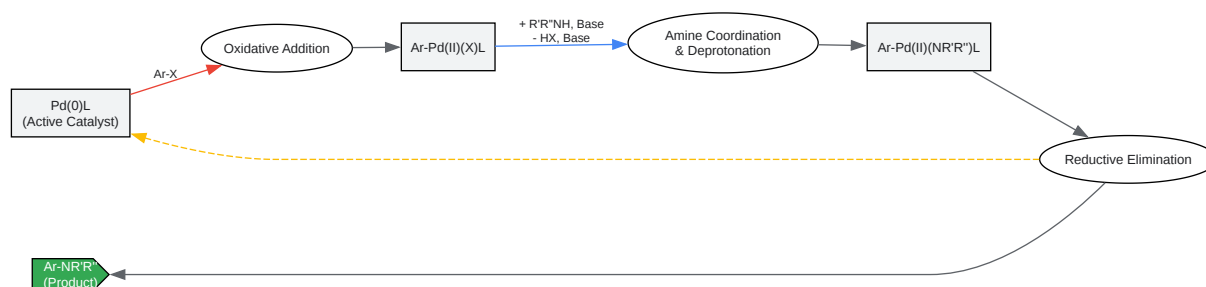 Pd(0)L
(Active Catalyst)
Ar-X
Oxidative Addition
Ar-Pd(II)(X)L
+ R'R"NH, Base
- HX, Base
Amine Coordination
& Deprotonation
Ar-Pd(II)(NR'R")L
Reductive Elimination
Ar-NR'R"
(Product)